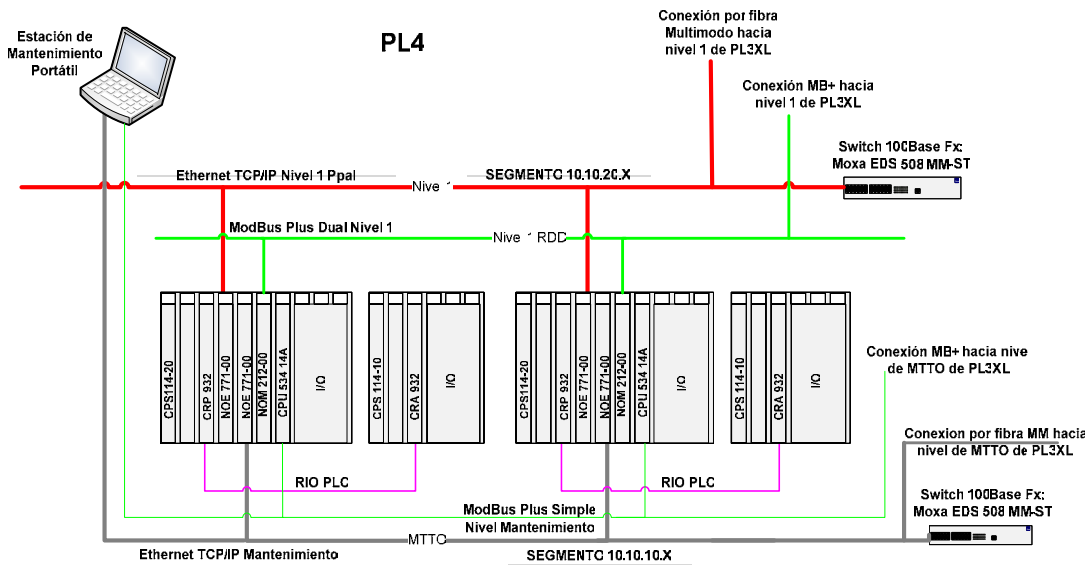 Estación de
Mantenimiento
Portátil
PL4
Conexión por fibra
Multimodo hacia
nivel 1 de PL3XL
Conexión MB+ hacia
nivel 1 de PL3XL
Switch 100Base Fx:
Moxa EDS 508 MM-ST
Ethernet TCP/IP Nivel 1 Ppal
Nive 1
SEGMENTO 10.10.20.X
ModBus Plus Dual Nivel 1
Nive 1 RDD
CPS114-20
CRP 932
NOE 771-00
NOE 771-00
NOM 212-00
CPU 534 14A
I/O
CPS 114-10
CRA 932
I/O
CPS114-20
CRP 932
NOE 771-00
NOE 771-00
NOM 212-00
CPU 534 14A
I/O
CPS 114-10
CRA 932
I/O
Conexión MB+ hacia nive
de MTTO de PL3XL
Conexion por fibra MM hacia
nivel de MTTO de PL3XL
RIO PLC
RIO PLC
Switch 100Base Fx:
Moxa EDS 508 MM-ST
ModBus Plus Simple
Nivel Mantenimiento
MTTO
Ethernet TCP/IP Mantenimiento
SEGMENTO 10.10.10.X